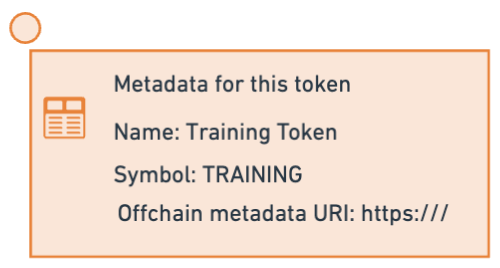 Metadata for this token
Name: Training Token
Symbol: TRAINING
Offchain metadata URI: https:///